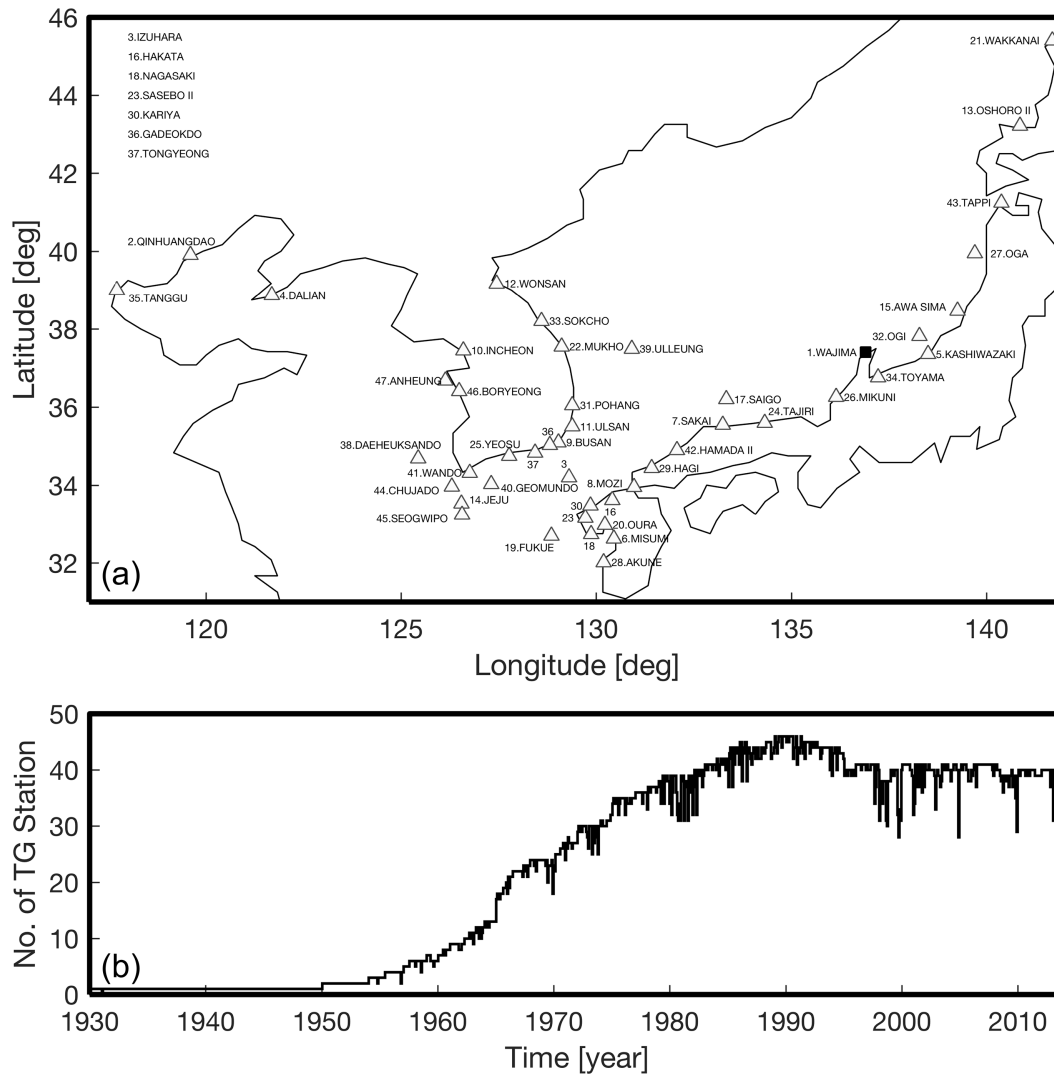 46
44
42
40
38
36
34
32
Latitude [deg]
3.IZUHARA
16.HAKATA
18.NAGASAKI
23.SASEBO II
30.KARIYA
36.GADEOKDO
37.TONGYEONG
21.WAKKANAI
13.OSHORO II
43.TAPPI
2.QINHUANGDAO
27.OGA
12.WONSAN
35.TANGGU
4.DALIAN
15.AWA SIMA
33.SOKCHO
32.OGI
10.INCHEON
22.MUKHO
39.ULLEUNG
1.WAJIMA
5.KASHIWAZAKI
47.ANHEUNG
34.TOYAMA
46.BORYEONG
17.SAIGO
26.MIKUNI
31.POHANG
24.TAJIRI
7.SAKAI
11.ULSAN
36
38.DAEHEUKSANDO
25.YEOSU
9.BUSAN
42.HAMADA II
37
3
29.HAGI
41.WANDO
8.MOZI
44.CHUJADO
40.GEOMUNDO
14.JEJU
30
16
45.SEOGWIPO
23
20.OURA
19.FUKUE
18
6.MISUMI
28.AKUNE
(a)
120
125
130
135
140
Longitude [deg]
50
40
30
20
10
0
No. of TG Station
(b)
1930
1940
1950
1960
1970
1980
1990
2000
2010
Time [year]